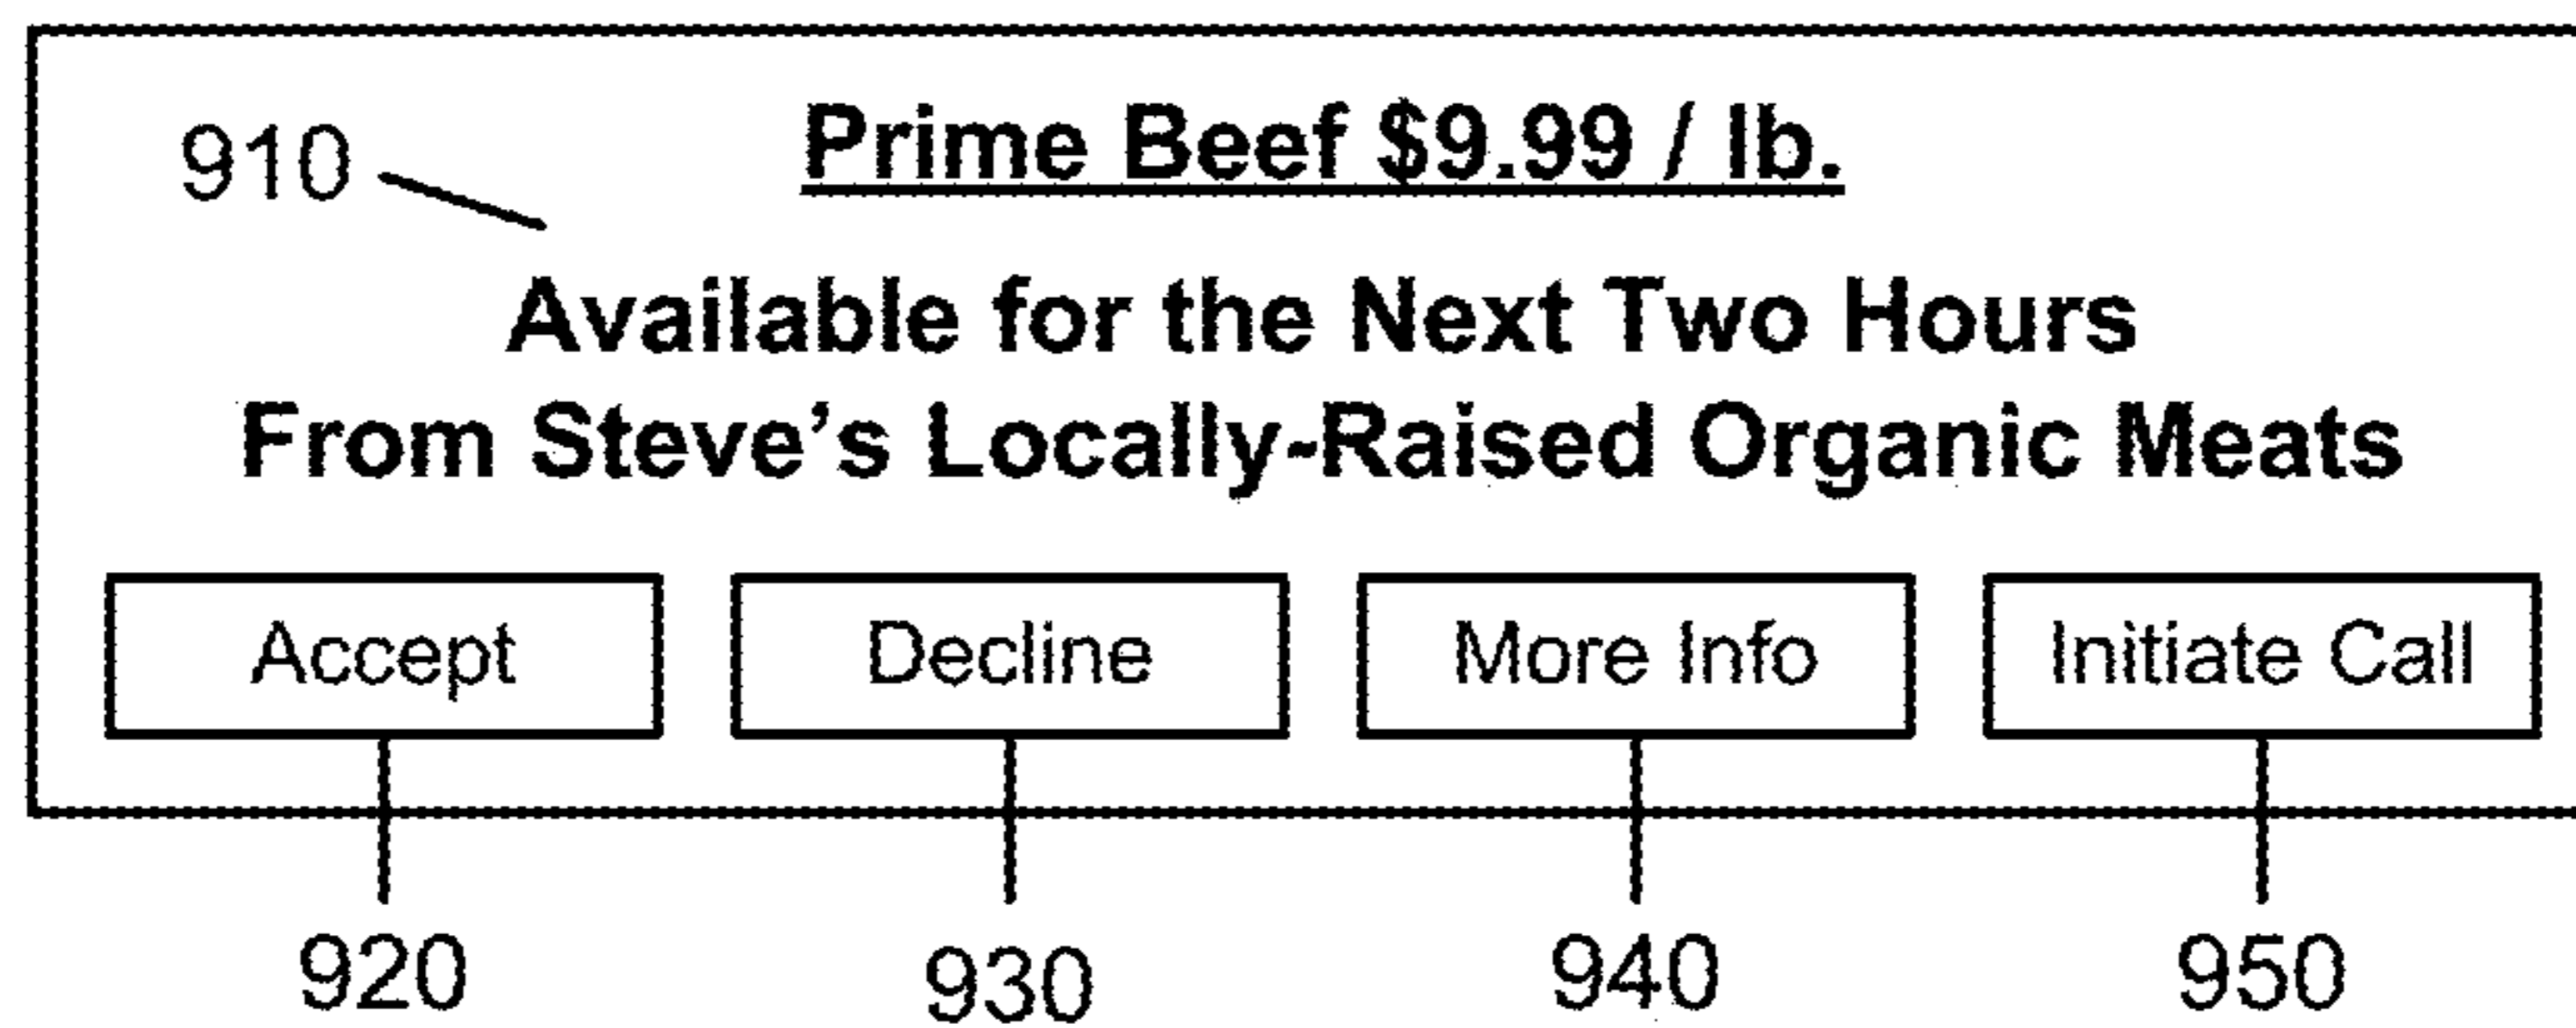 Prime Beef $9.99 / lb.
910
Available for the Next Two Hours
From Steve's Locally-Raised Organic Meats
Accept Decline More Info Initiate Call
920 930 940 950